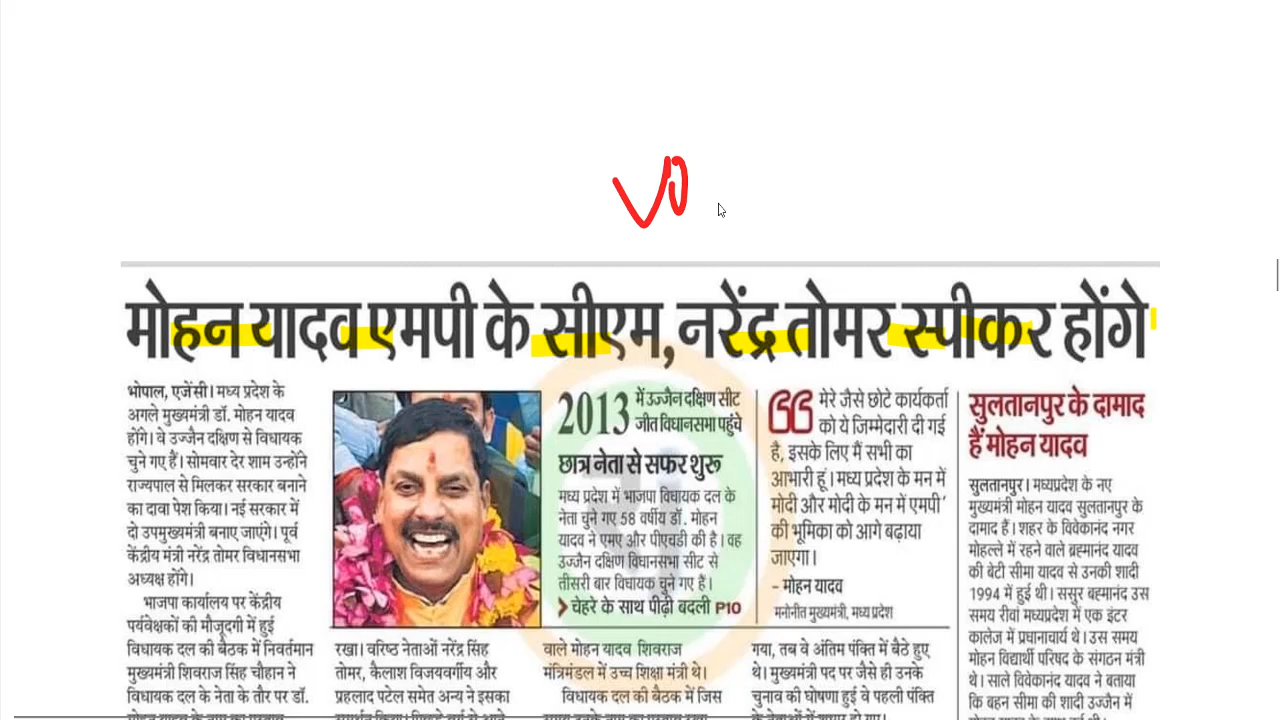 मोहन यादव एमपी के सीएम, नरेंद्र तोमर स्पीकर होंगे
भोपाल, एजेंसी। मध्य प्रदेश के
अगले मुख्यमंत्री डॉ. मोहन यादव
होंगे। वे उज्जैन दक्षिण से विधायक
चुने गए हैं। सोमवार देर शाम उन्होंने
राज्यपाल से मिलकर सरकार बनाने
का दावा पेश किया। नई सरकार में
दो उपमुख्यमंत्री बनाए जाएंगे। पूर्व
केंद्रीय मंत्री नरेंद्र तोमर विधानसभा
अध्यक्ष होंगे।
भाजपा कार्यालय पर केंद्रीय
पर्यवेक्षकों की मौजूदगी में हुई
विधायक दल की बैठक में निवर्तमान
मुख्यमंत्री शिवराज सिंह चौहान ने
विधायक दल के नेता के तौर पर डॉ.
रखा। वरिष्ठ नेताओं नरेंद्र सिंह
तोमर, कैलाश विजयवर्गीय और
प्रहलाद पटेल समेत अन्य ने इसका
2013 में उज्जैन दक्षिण सीट
जीत विधानसभा पहुंचे
छात्र नेता से सफर शुरू
मध्य प्रदेश में भाजपा विधायक दल के
नेता चुने गए 58 वर्षीय डॉ. मोहन
यादव ने एमए और पीएचडी की है। वह
उज्जैन दक्षिण विधानसभा सीट से
तीसरी बार विधायक चुने गए हैं।
चेहरे के साथ पीढ़ी बदली P10
वाले मोहन यादव शिवराज
मंत्रिमंडल में उच्च शिक्षा मंत्री थे।
विधायक दल की बैठक में जिस
मेरे जैसे छोटे कार्यकर्ता
को ये जिम्मेदारी दी गई
है, इसके लिए मैं सभी का
आभारी हूं। मध्य प्रदेश के मन में
मोदी और मोदी के मन में एमपी'
की भूमिका को आगे बढ़ाया
जाएगा।
– मोहन यादव
मनोनीत मुख्यमंत्री, मध्य प्रदेश
गया, तब वे अंतिम पंक्ति में बैठे हुए
थे। मुख्यमंत्री पद पर जैसे ही उनके
चुनाव की घोषणा हुई वे पहली पंक्ति
सुलतानपुर के दामाद
हैं मोहन यादव
सुलतानपुर। मध्यप्रदेश के नए
मुख्यमंत्री मोहन यादव सुलतानपुर के
दामाद हैं। शहर के विवेकानंद नगर
मोहल्ले में रहने वाले ब्रह्मानंद यादव
की बेटी सीमा यादव से उनकी शादी
1994 में हुई थी। ससुर बह्मानंद उस
समय रीवां मध्यप्रदेश में एक इंटर
कालेज में प्रधानाचार्य थे। उस समय
मोहन विद्यार्थी परिषद के संगठन मंत्री
थे। साले विवेकानंद यादव ने बताया
कि बहन सीमा की शादी उज्जैन में